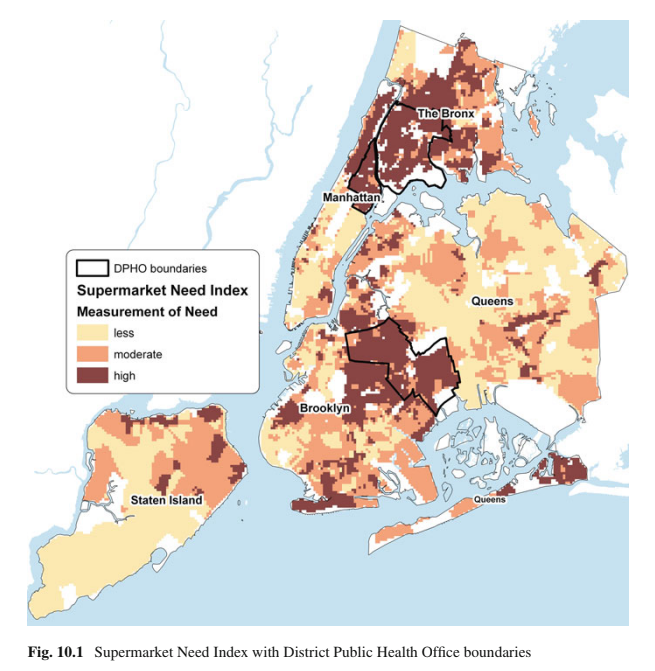 The Bronx
Manhattan
DPHO boundaries
Supermarket Need Index
Measurement of Need
less
moderate
high
Queens
Brooklyn
Staten Island
Queens
Fig. 10.1 Supermarket Need Index with District Public Health Office boundaries